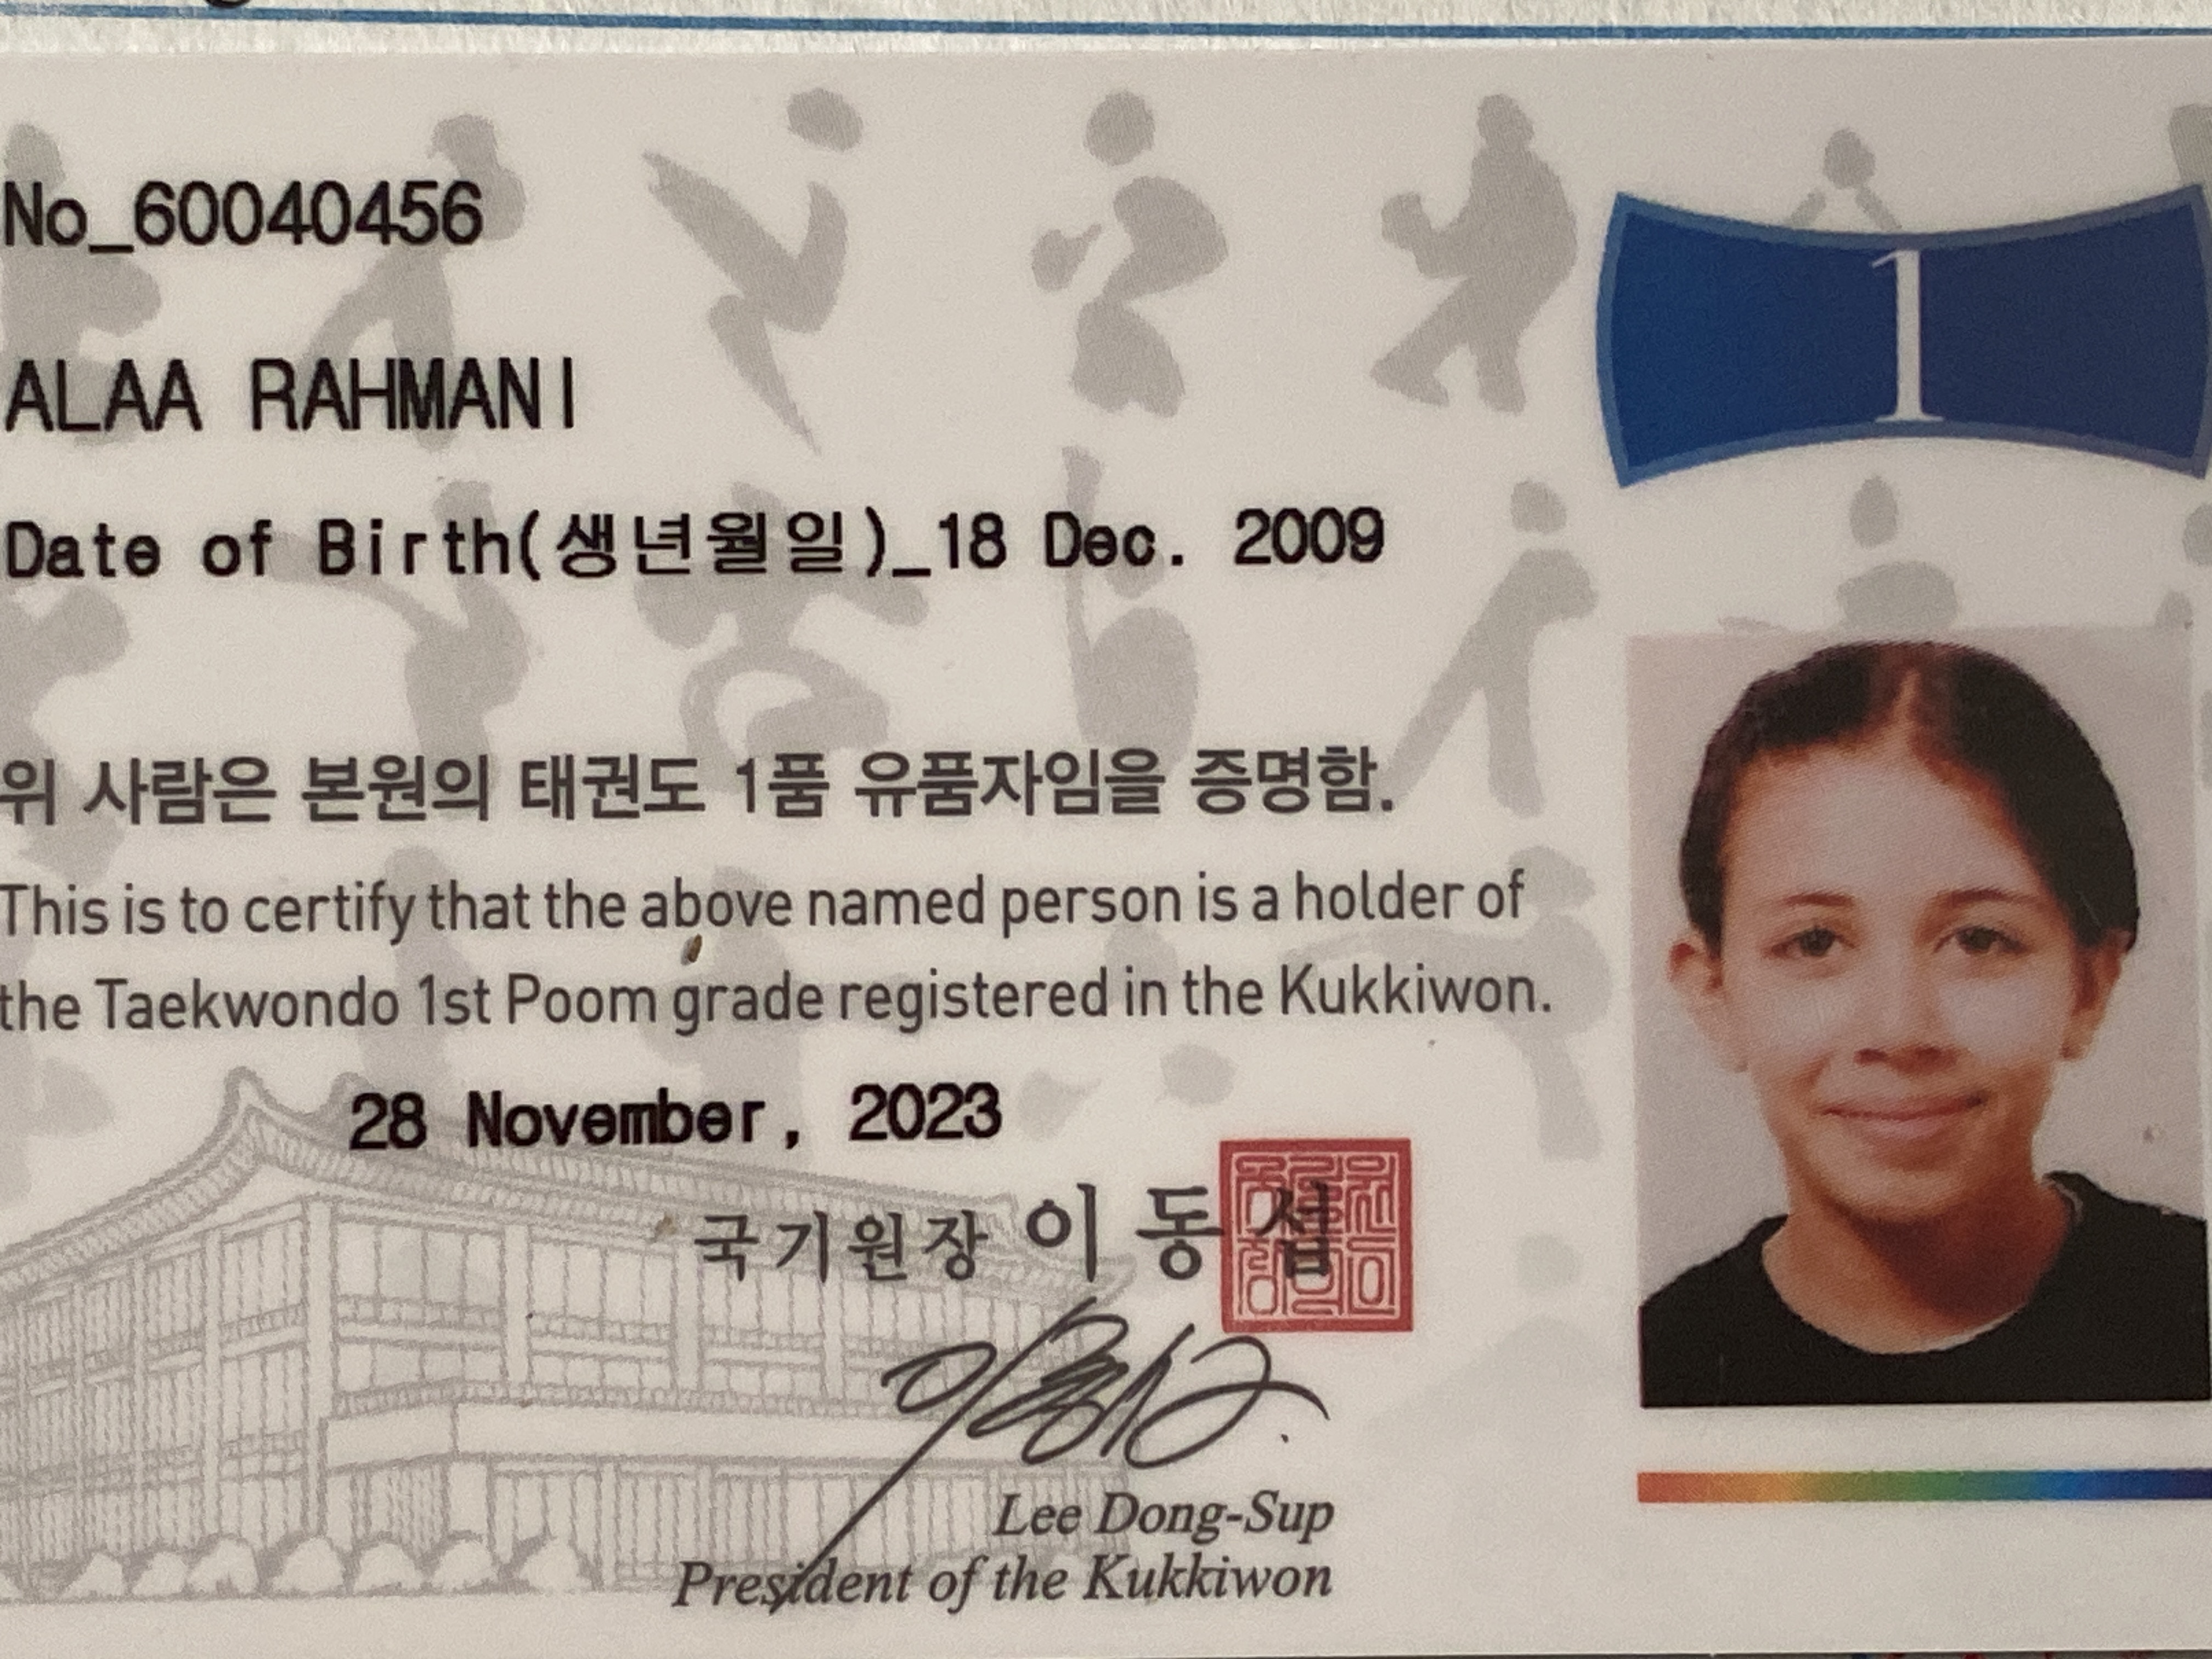 No_60040456
1
ALAA RAHMANI
Date of Birth(생년월일)_18 Dec. 2009
위 사람은 본원의 태권도 1품 유품자임을 증명함.
This is to certify that the above named person is a holder of
the Taekwondo 1st Poom grade registered in the Kukkiwon.
28 November, 2023
국기원장 이동섭
Lee Dong-Sup
President of the Kukkiwon